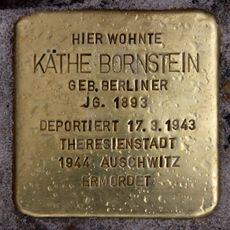 HIER WOHNTE
KÄTHE BORNSTEIN
GEB. BERLINER
JG. 1893
DEPORTIERT 17.3.1943
THERESIENSTADT
1944 AUSCHWITZ
ERMORDET